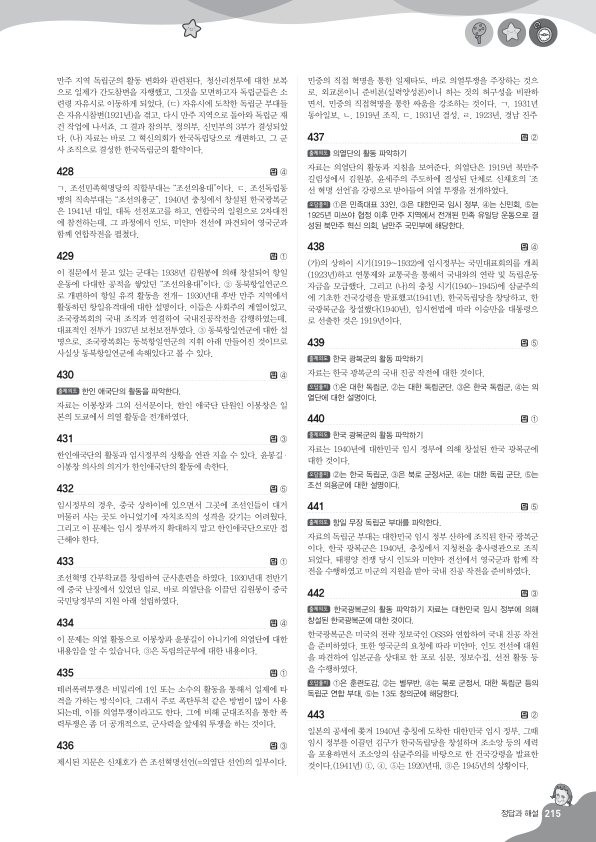 만주 지역 독립군의 활동 변화와 관련된다. 청산리전투에 대한 보복
으로 일제가 간도참변을 자행했고, 그것을 모면하고자 독립군들은 소
련령 자유시로 이동하게 되었다. (ㄷ) 자유시에 도착한 독립군 부대들
은 자유시참변(1921년)을 겪고, 다시 만주 지역으로 돌아와 독립군 재
건 작업에 나서죠. 그 결과 참의부, 정의부, 신민부의 3부가 결성되었
다. (나) 자료는 바로 그 혁신의회가 한국독립당으로 개편하고, 그 군
사 조직으로 결성한 한국독립군의 활약이다.
428 답 ④
ㄱ. 조선민족혁명당의 직할부대는 "조선의용대"이다. ㄷ. 조선독립동
맹의 직속부대는 "조선의용군". 1940년 충칭에서 창설된 한국광복군
은 1941년 대일, 대독 선전포고를 하고, 연합국의 일원으로 2차대전
에 참전하는데, 그 과정에서 인도, 미얀마 전선에 파견되어 영국군과
함께 연합작전을 폈겠다.
429 답 ①
이 질문에서 묻고 있는 군대는 1938년 김원봉에 의해 창설되어 항일
운동에 다대한 공적을 쌓았던 "조선의용대"이다. ② 동북항일연군으
로 개편하여 항일 유격 활동을 전개- 1930년대 후반 만주 지역에서
활동하던 항일유격대에 대한 설명이다. 이들은 사회주의 계열이었고,
조국광복회의 국내 조직과 연결하여 국내진공작전을 감행하였는데,
대표적인 전투가 1937년 보천보전투였다. ③ 동북항일연군에 대한 설
명으로, 조국광복회는 동북항일연군의 지휘 아래 만들어진 것이므로
사실상 동북항일연군에 속해있다고 볼 수 있다.
430 답 ④
출제의도 한인 애국단의 활동을 파악한다.
자료는 이봉창과 그의 선서문이다. 한인 애국단 단원인 이봉창은 일
본의 도쿄에서 의열 활동을 전개하였다.
431 답 ③
한인애국단의 활동과 임시정부의 상황을 연관 지을 수 있다. 윤봉길·
이봉창 의사의 의거가 한인애국단의 활동에 속한다.
432 답 ⑤
임시정부의 경우, 중국 상하이에 있으면서 그곳에 조선인들이 대거
머물러 사는 곳도 아니었기에 자치조직의 성격을 갖기는 어려웠다.
그리고 이 문제는 임시 정부까지 확대하지 말고 한인애국단으로만 접
근해야 한다.
433 답 ①
조선혁명 간부학교를 창립하여 군사훈련을 하였다. 1930년대 전반기
에 중국 난징에서 있었던 일로, 바로 의열단을 이끌던 김원봉이 중국
국민당정부의 지원 아래 설립하였다.
434 답 ④
이 문제는 의열 활동으로 이봉창과 윤봉길이 아니기에 의열단에 대한
내용임을 알 수 있습니다. ③은 독립의군부에 대한 내용이다.
435 답 ①
테러폭력투쟁은 비밀리에 1인 또는 소수의 활동을 통해서 일제에 타
격을 가하는 방식이다. 그래서 주로 폭탄투척 같은 방법이 많이 사용
되는데, 이를 의열투쟁이라고도 한다. 그에 비해 군대조직을 통한 폭
력투쟁은 좀 더 공개적으로, 군사력을 앞세워 투쟁을 하는 것이다.
436 답 ③
제시된 지문은 신채호가 쓴 조선혁명선언(=의열단 선언)의 일부이다.
민중의 직접 혁명을 통한 일제타도, 바로 의열투쟁을 주장하는 것으
로, 외교론이나 준비론(실력양성론)이나 하는 것의 허구성을 비판하
면서, 민중의 직접혁명을 통한 싸움을 강조하는 것이다. ㄱ. 1931년
동아일보, ㄴ. 1919년 조직, ㄷ. 1931년 결성, ㄹ. 1923년, 경남 진주
437 답 ②
출제의도 의열단의 활동 파악하기
자료는 의열단의 활동과 지침을 보여준다. 의열단은 1919년 북만주
길림성에서 김원봉, 윤세주의 주도하에 결성된 단체로 신채호의 '조
선 혁명 선언'을 강령으로 받아들여 의열 투쟁을 전개하였다.
오답풀이 ①은 민족대표 33인, ③은 대한민국 임시 정부, ④는 신민회, ⑤는
1925년 미쓰야 협정 이후 만주 지역에서 전개된 민족 유일당 운동으로 결
성된 북만주 혁신 의회, 남만주 국민부에 해당한다.
438 답 ④
(가)의 상하이 시기(1919~1932)에 임시정부는 국민대표회의를 개최
(1923년)하고 연통제와 교통국을 통해서 국내와의 연락 및 독립운동
자금을 모급했다. 그리고 (나)의 충칭 시기(1940~1945)에 삼균주의
에 기초한 건국강령을 발표했고(1941년), 한국독립당을 창당하고, 한
국광복군을 창설했다(1940년). 임시헌법에 따라 이승만을 대통령으
로 선출한 것은 1919년이다.
439 답 ⑤
출제의도 한국 광복군의 활동 파악하기
자료는 한국 광복군의 국내 진공 작전에 대한 것이다.
오답풀이 ①은 대한 독립군, ②는 대한 독립군단, ③은 한국 독립군, ④는 의
열단에 대한 설명이다.
440 답 ①
출제의도 한국 광복군의 활동 파악하기
자료는 1940년에 대한민국 임시 정부에 의해 창설된 한국 광복군에
대한 것이다.
오답풀이 ②는 한국 독립군, ③은 북로 군정서군, ④는 대한 독립 군단, ⑤는
조선 의용군에 대한 설명이다.
441 답 ⑤
출제의도 항일 무장 독립군 부대를 파악한다.
자료의 독립군 부대는 대한민국 임시 정부 산하에 조직된 한국 광복군
이다. 한국 광복군은 1940년, 충칭에서 지청천을 총사령관으로 조직
되었다. 태평양 전쟁 당시 인도와 미얀마 전선에서 영국군과 함께 작
전을 수행하였고 미군의 지원을 받아 국내 진공 작전을 준비하였다.
442 답 ③
출제의도 한국광복군의 활동 파악하기 자료는 대한민국 임시 정부에 의해
창설된 한국광복군에 대한 것이다.
한국광복군은 미국의 전략 정보국인 OSS와 연합하여 국내 진공 작전
을 준비하였다. 또한 영국군의 요청에 따라 미얀마, 인도 전선에 대원
을 파견하여 일본군을 상대로 한 포로 심문, 정보수집, 선전 활동 등
을 수행하였다.
오답풀이 ①은 훈련도감, ②는 별무반, ④는 북로 군정서, 대한 독립군 등의
독립군 연합 부대, ⑤는 13도 창의군에 해당한다.
443 답 ②
일본의 공세에 쫓겨 1940년 충칭에 도착한 대한민국 임시 정부, 그때
임시 정부를 이끌던 김구가 한국독립당을 창설하며 조소앙 등의 세력
을 포용하면서 조소앙의 삼균주의를 바탕으로 한 건국강령을 발표한
것이다.(1941년) ①, ④, ⑤는 1920년대, ③은 1945년의 상황이다.
정답과 해설 215